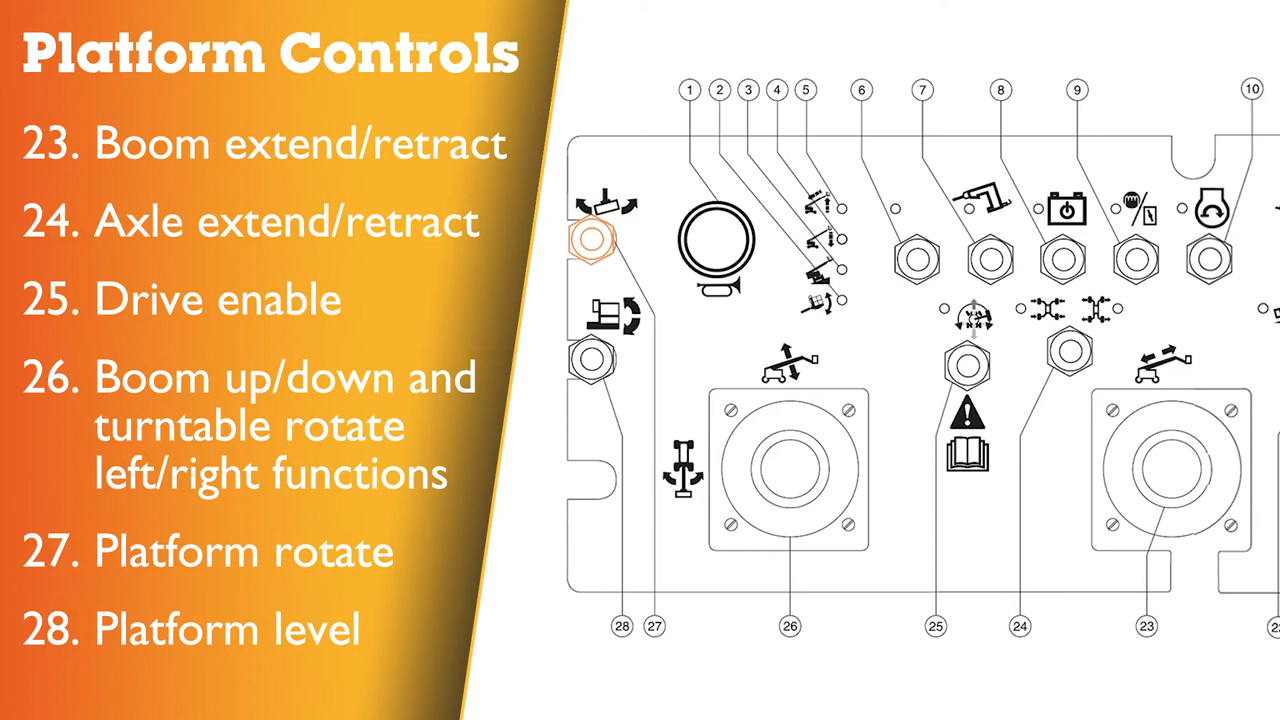 Platform Controls
23. Boom extend/retract
24. Axle extend/retract
25. Drive enable
26. Boom up/down and
turntable rotate
left/right functions
27. Platform rotate
28. Platform level
1 2 3 4 5 6 7 8 9 10
28 27 26 25 24 23